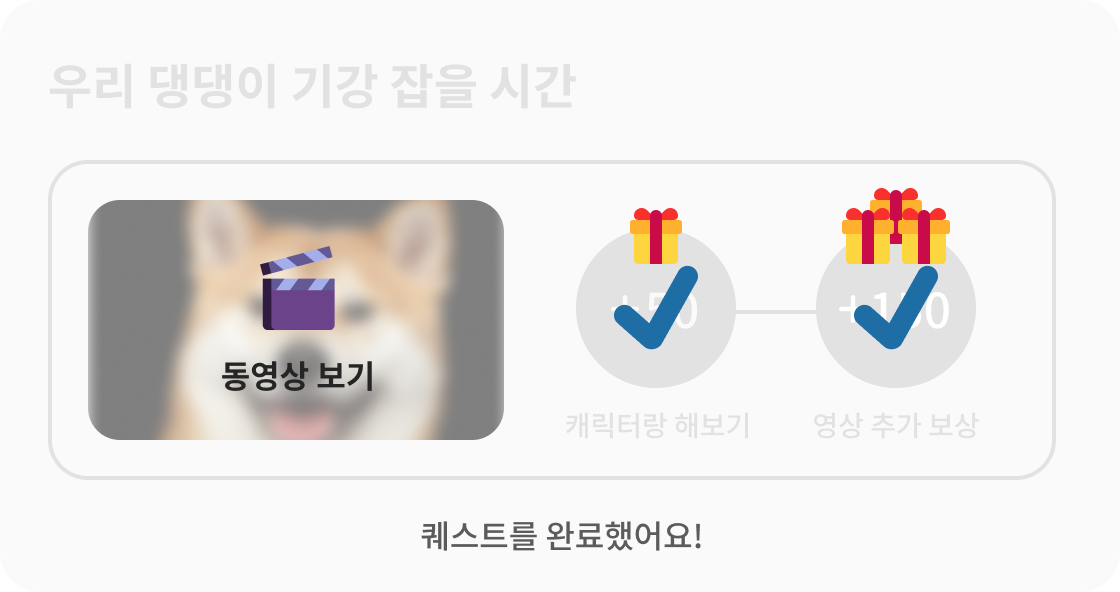 우리 댕댕이 기강 잡을 시간
동영상 보기
+50
캐릭터랑 해보기
영상 추가 보상
퀘스트를 완료했어요!